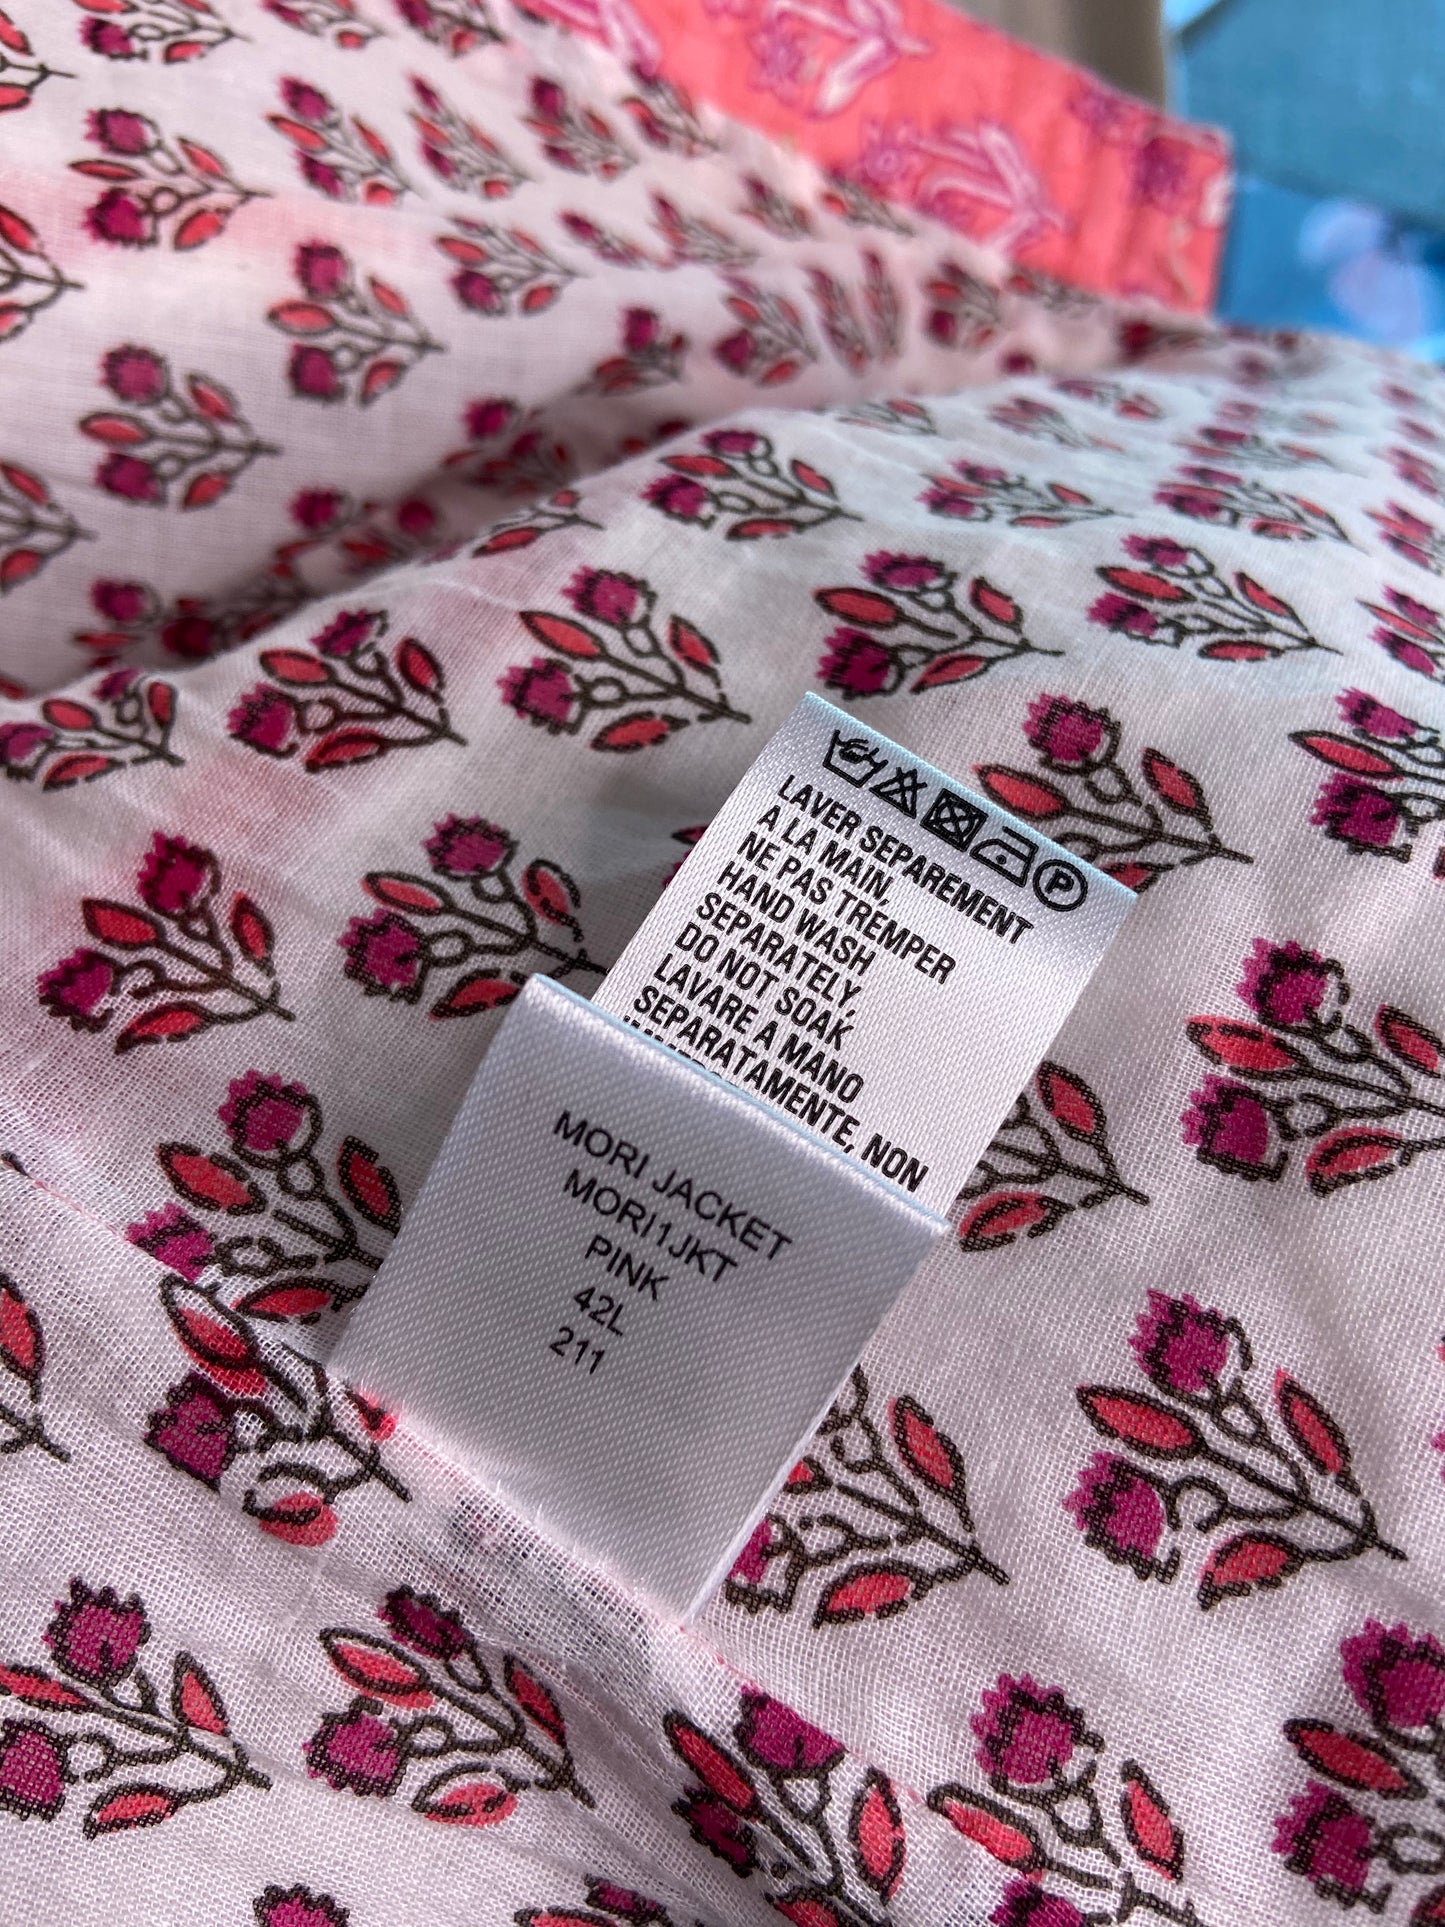 P
LAVER SEPAREMENT
A LA MAIN,
NE PAS TREMPER
HAND WASH
SEPARATELY,
DO NOT SOAK
LAVARE A MANO
SEPARATAMENTE, NON
MORI JACKET
MORI1JKT
PINK
42L
211